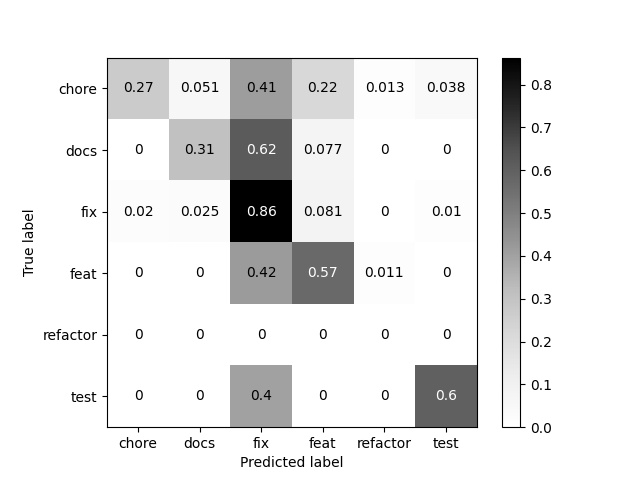 chore 0.27 0.051 0.41 0.22 0.013 0.038
docs 0 0.31 0.62 0.077 0 0
fix 0.02 0.025 0.86 0.081 0 0.01
feat 0 0 0.42 0.57 0.011 0
refactor 0 0 0 0 0 0
test 0 0.4 0 0 0.6
chore docs fix feat refactor test
Predicted label
True label
0.8
0.7
0.6
0.5
0.4
0.3
0.2
0.1
0.0